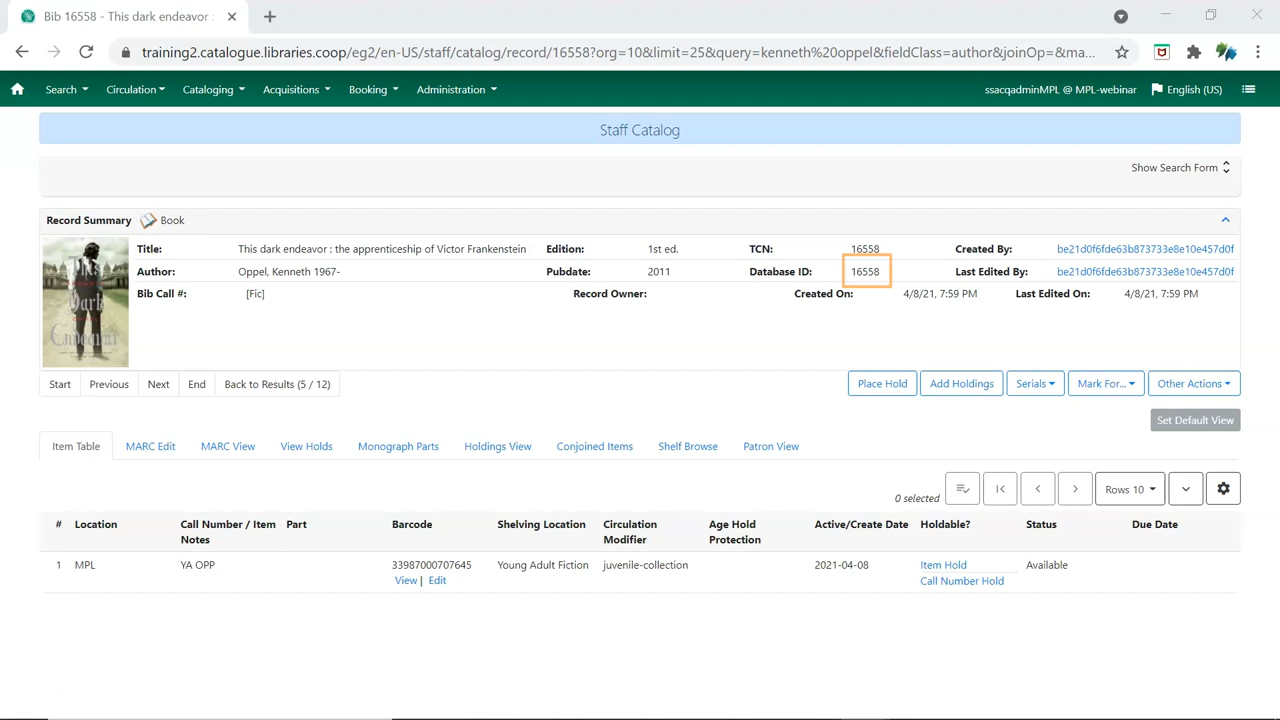 Bib 16558 - This dark endeavor :
training2.catalogue.libraries.coop/eg2/en-US/staff/catalog/record/16558?org=10&limit=25&query=kenneth%20oppel&fieldClass=author&joinOp=&ma...
Search Circulation Cataloging Acquisitions Booking Administration ssacqadminMPL @ MPL-webinar English (US)
Staff Catalog
Show Search Form
Record Summary Book
Title: This dark endeavor : the apprenticeship of Victor Frankenstein Edition: 1st ed. TCN: 16558 Created By: be21d0f6fde63b873733e8e10e457d0f
Author: Oppel, Kenneth 1967- Pubdate: 2011 Database ID: 16558 Last Edited By: be21d0f6fde63b873733e8e10e457d0f
Bib Call #: [Fic] Record Owner: Created On: 4/8/21, 7:59 PM Last Edited On: 4/8/21, 7:59 PM
This
Dark
Endeavor
Start Previous Next End Back to Results (5 / 12) Place Hold Add Holdings Serials Mark For... Other Actions
Set Default View
Item Table MARC Edit MARC View View Holds Monograph Parts Holdings View Conjoined Items Shelf Browse Patron View
0 selected Rows 10
# Location Call Number / Item Part Barcode Shelving Location Circulation Age Hold Active/Create Date Holdable? Status Due Date
Notes Modifier Protection
1 MPL YA OPP 33987000707645 Young Adult Fiction juvenile-collection 2021-04-08 Item Hold Available
View | Edit Call Number Hold